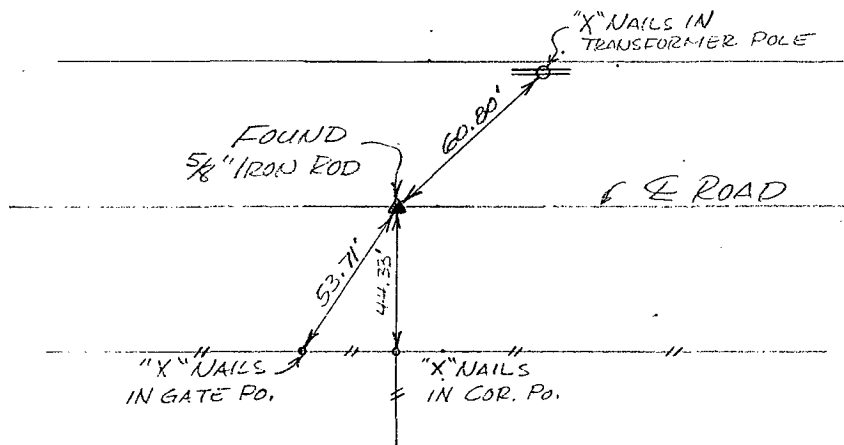 "X" NAILS IN
TRANSFORMER POLE
60.80'
FOUND
5/8" IRON ROD
℄ ROAD
53.71'
44.33'
"X" NAILS
IN GATE PO.
"X" NAILS
IN COR. PO.